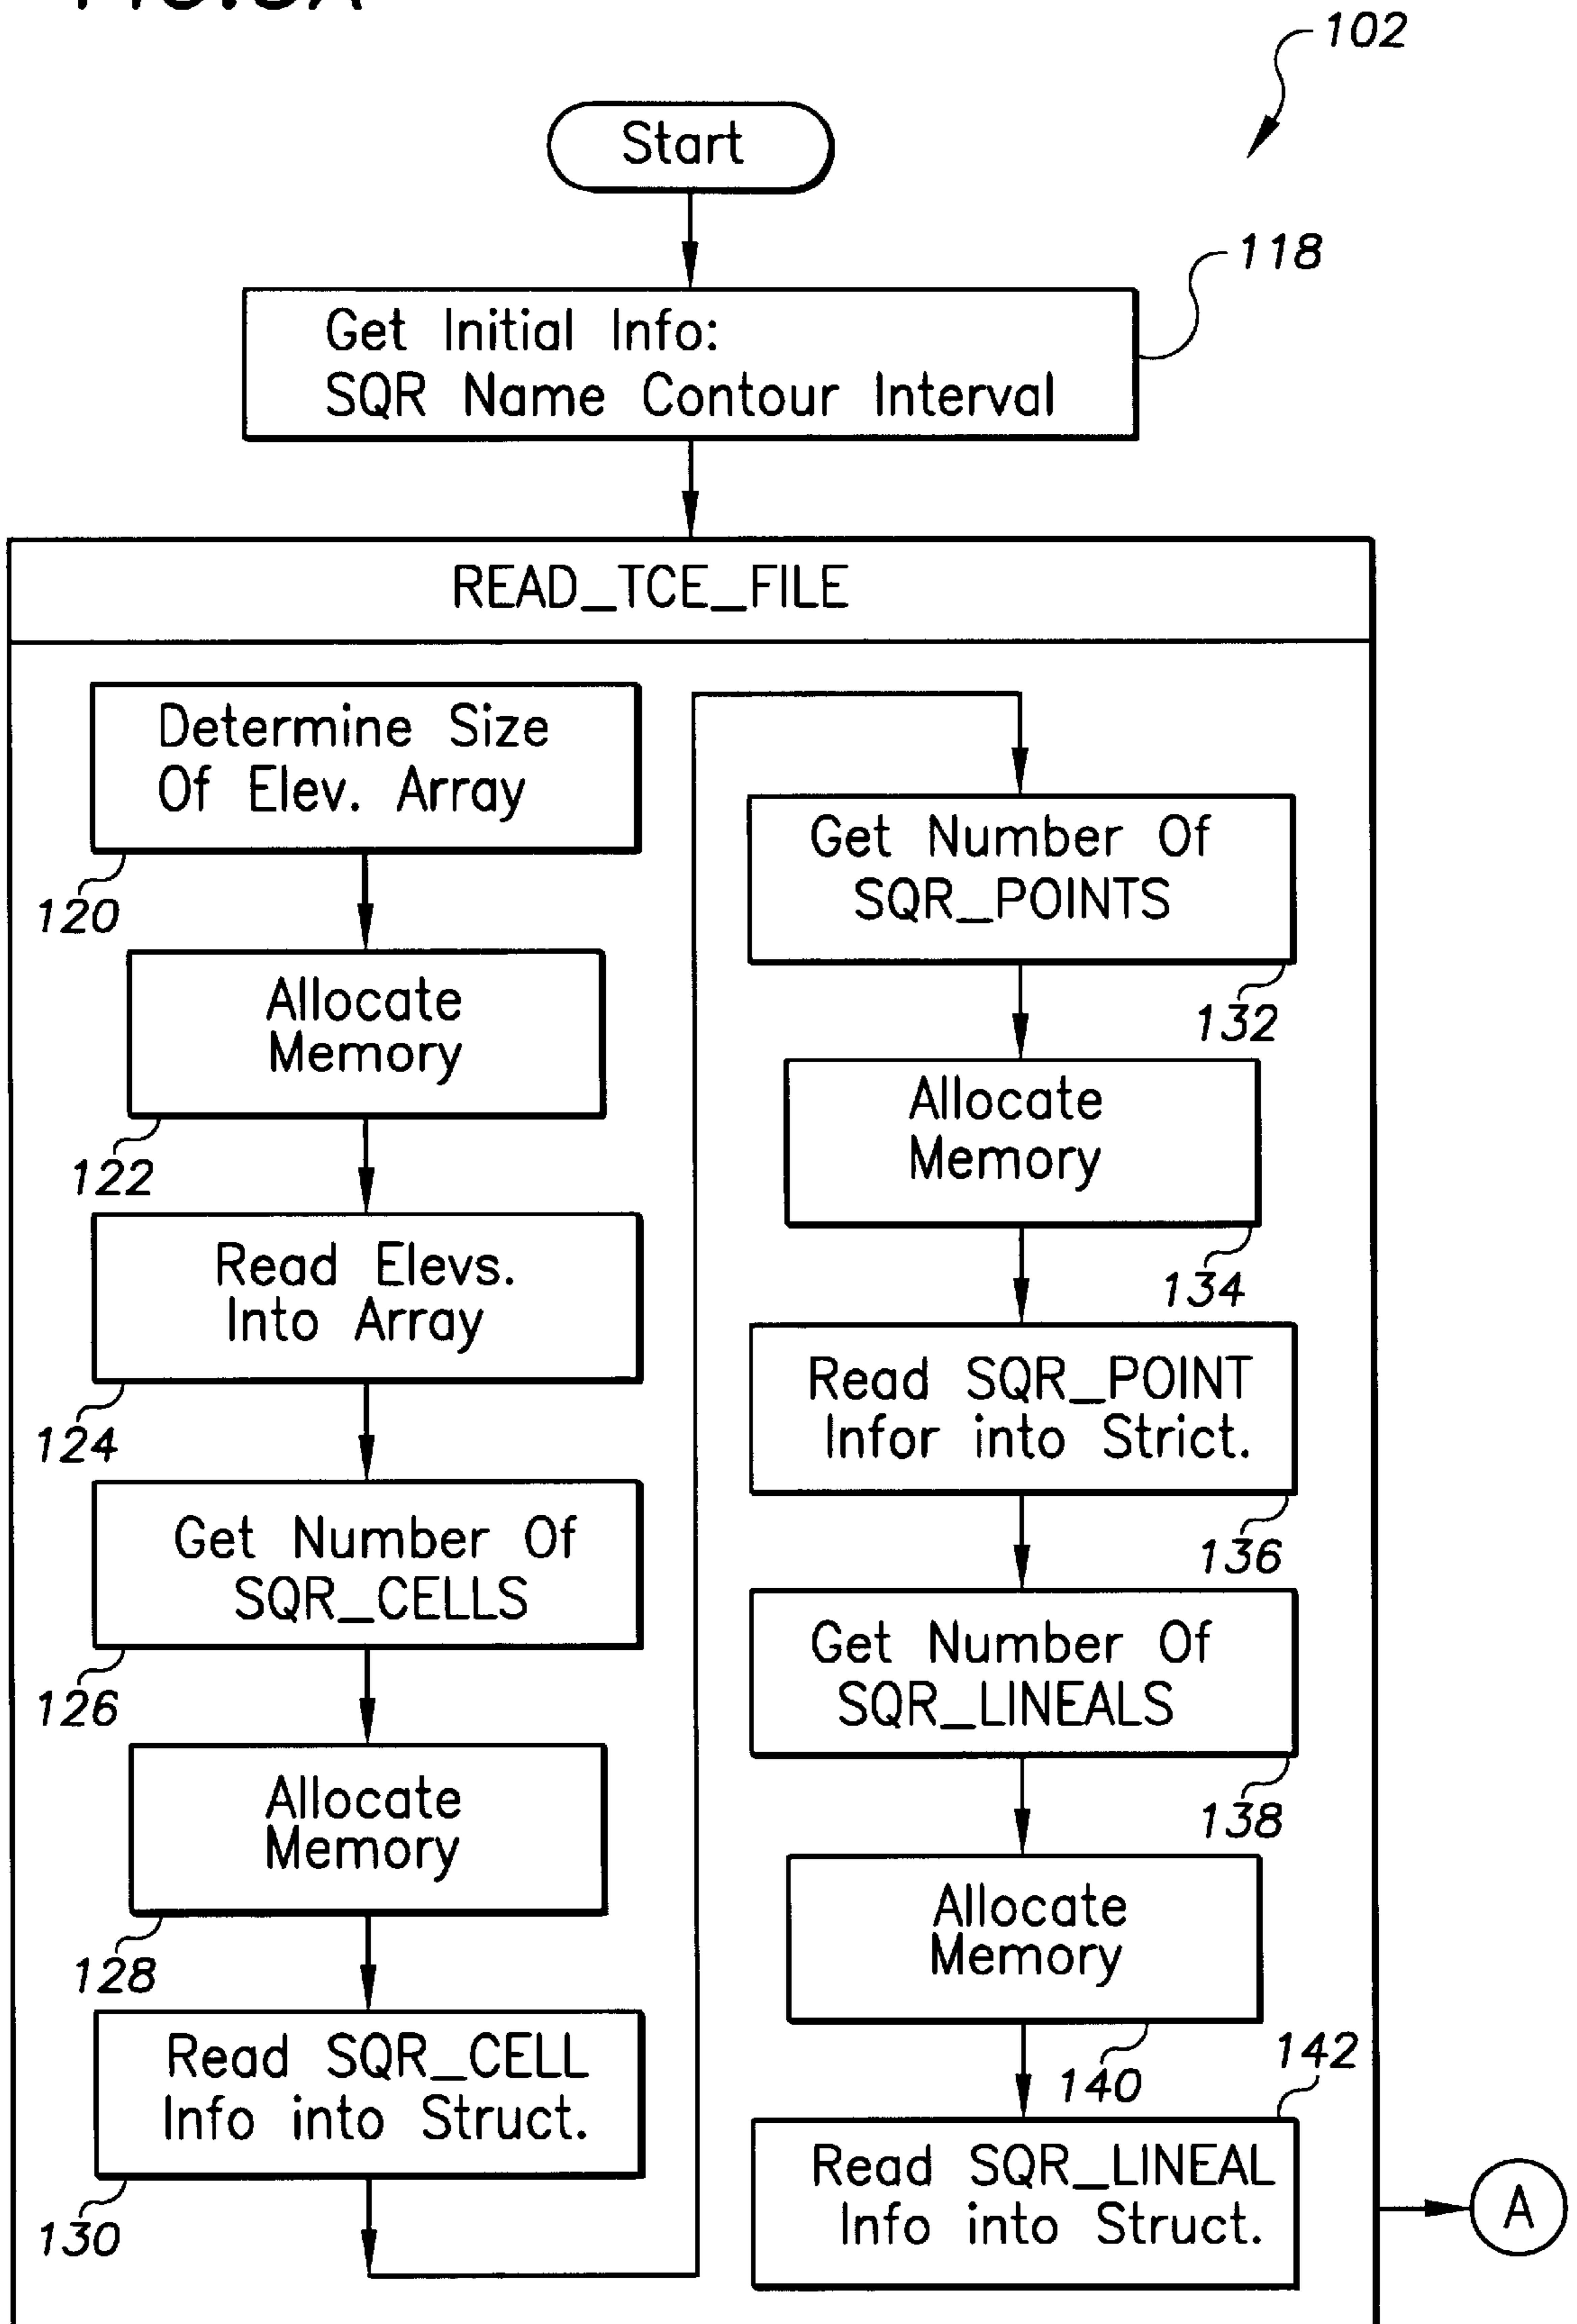 102
Start
118
Get Initial Info:
SQR Name Contour Interval
READ_TCE_FILE
Determine Size
Of Elev. Array
120
Allocate
Memory
122
Read Elevs.
Into Array
124
Get Number Of
SQR_CELLS
126
Allocate
Memory
128
Read SQR_CELL
Info into Struct.
130
Get Number Of
SQR_POINTS
132
Allocate
Memory
134
Read SQR_POINT
Infor into Strict.
136
Get Number Of
SQR_LINEALS
138
Allocate
Memory
140
142
Read SQR_LINEAL
Info into Struct.
A